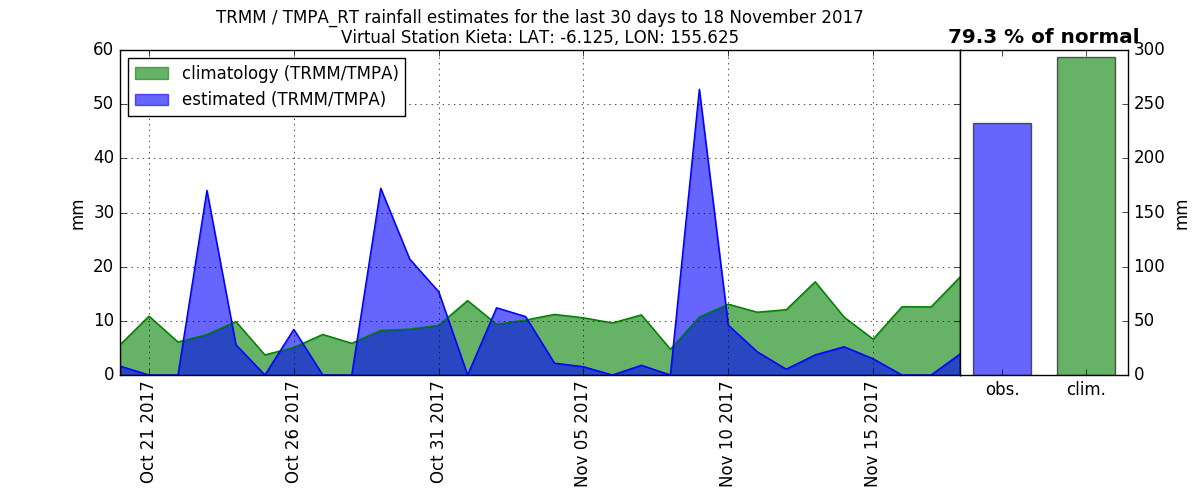 TRMM / TMPA_RT rainfall estimates for the last 30 days to 18 November 2017
Virtual Station Kieta: LAT: -6.125, LON: 155.625
79.3 % of normal
climatology (TRMM/TMPA)
estimated (TRMM/TMPA)
60
50
40
30
20
10
0
mm
Oct 21 2017
Oct 26 2017
Oct 31 2017
Nov 05 2017
Nov 10 2017
Nov 15 2017
300
250
200
150
100
50
0
mm
obs.
clim.